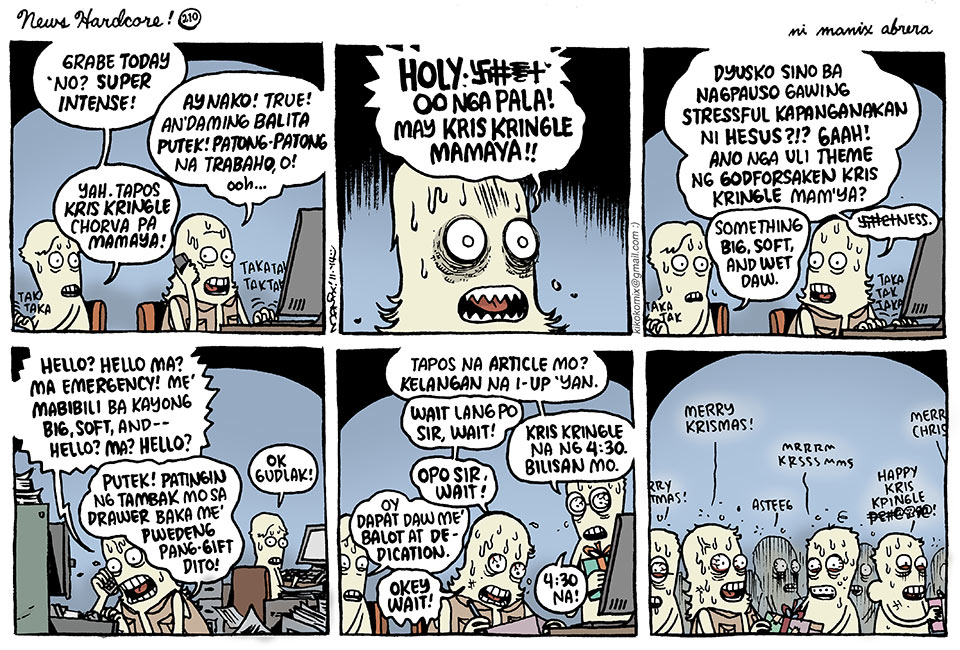 News Hardcore! 210
ni manix abrera
GRABE TODAY
'NO? SUPER
INTENSE!
AY NAKO! TRUE!
AN'DAMING BALITA
PUTEK! PATONG-PATONG
NA TRABAHO, O!
ooh...
YAH. TAPOS
KRIS KRINGLE
CHORVA PA
MAMAYA!
TAK
TAKA
TAKATAK
TAKTAK
HOLY
OO NGA PALA!
MAY KRIS KRINGLE
MAMAYA!!
kikokomix@gmail.com :)
DYUSKO SINO BA
NAGPAUSO GAWING
STRESSFUL KAPANGANAKAN
NI HESUS?!? GAAH!
ANO NGA ULI THEME
NG GODFORSAKEN KRIS
KRINGLE MAM'YA?
SOMETHING
BIG, SOFT,
AND WET
DAW.
NESS.
TAKA
TAK
TAKA
TAK
TAKA
HELLO? HELLO MA?
MA EMERGENCY! ME'
MABIBILI BA KAYONG
BIG, SOFT, AND--
HELLO? MA? HELLO?
PUTEK! PATINGIN
NG TAMBAK MO SA
DRAWER BAKA ME'
PWEDENG
PANG-GIFT
DITO!
OK
GUDLAK!
TAPOS NA ARTICLE MO?
KELANGAN NA I-UP 'YAN.
WAIT LANG PO
SIR, WAIT!
KRIS KRINGLE
NA NG 4:30.
BILISAN MO.
OPO SIR,
WAIT!
OY
DAPAT DAW ME'
BALOT AT DE-
DICATION.
OKEY
WAIT!
4:30
NA!
MERRY
KRISMAS!
MRRRM
KRSSSMMS
MERR
CHRIS
RRY
TMAS!
ASTEEG
HAPPY
KRIS
KRINGLE